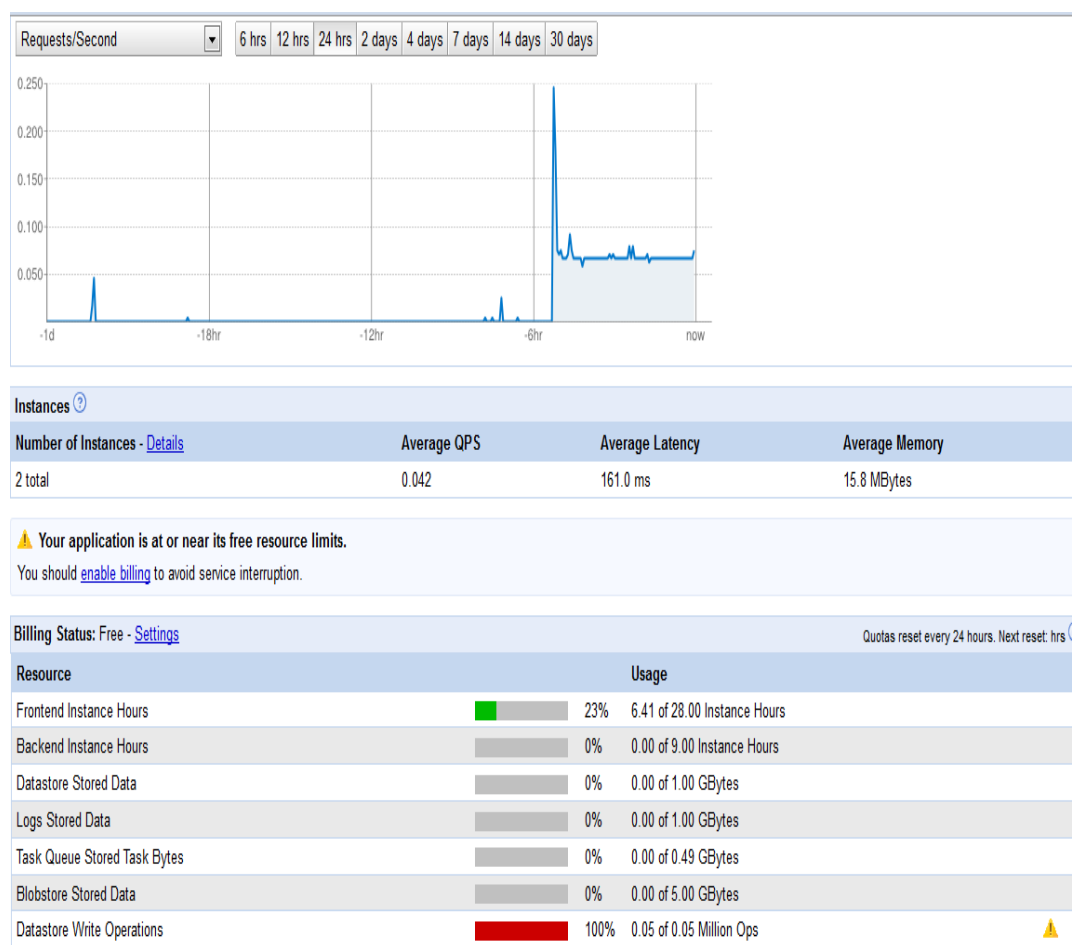 Requests/Second 6 hrs 12 hrs 24 hrs 2 days 4 days 7 days 14 days 30 days
0.250
0.200
0.150
0.100
0.050
-1d -18hr -12hr -6hr now
Instances ?
Number of Instances - Details Average QPS Average Latency Average Memory
2 total 0.042 161.0 ms 15.8 MBytes
Your application is at or near its free resource limits.
You should enable billing to avoid service interruption.
Billing Status: Free - Settings Quotas reset every 24 hours. Next reset: hrs
Resource Usage
Frontend Instance Hours 23% 6.41 of 28.00 Instance Hours
Backend Instance Hours 0% 0.00 of 9.00 Instance Hours
Datastore Stored Data 0% 0.00 of 1.00 GBytes
Logs Stored Data 0% 0.00 of 1.00 GBytes
Task Queue Stored Task Bytes 0% 0.00 of 0.49 GBytes
Blobstore Stored Data 0% 0.00 of 5.00 GBytes
Datastore Write Operations 100% 0.05 of 0.05 Million Ops